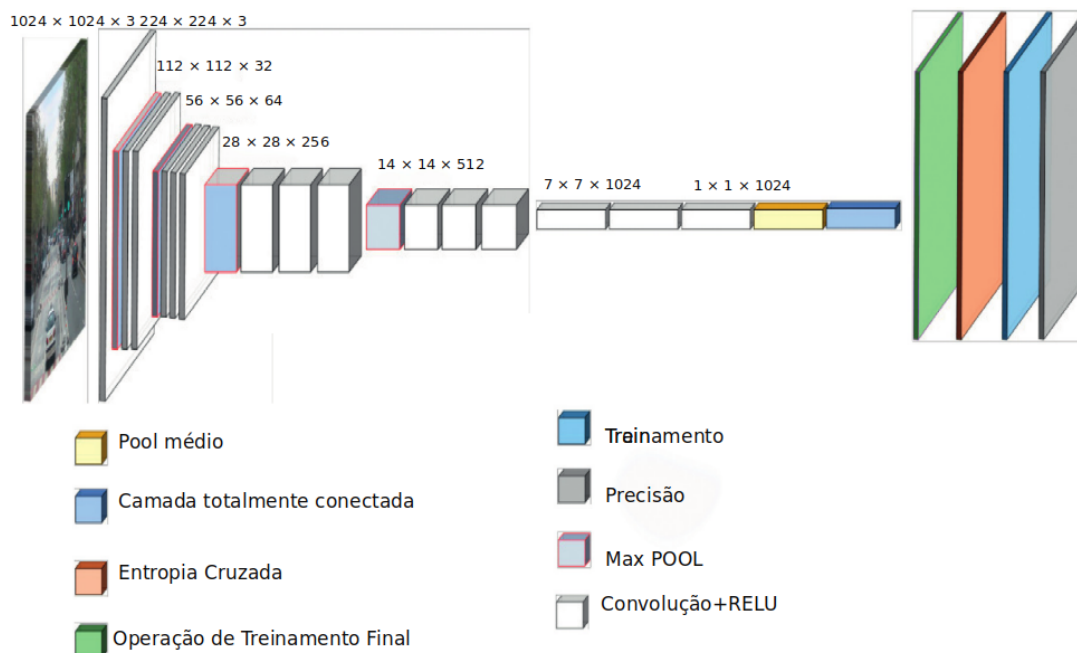 1024 × 1024 × 3 224 × 224 × 3
112 × 112 × 32
56 × 56 × 64
28 × 28 × 256
14 × 14 × 512
7 × 7 × 1024
1 × 1 × 1024
Pool médio
Camada totalmente conectada
Entropia Cruzada
Operação de Treinamento Final
Treinamento
Precisão
Max POOL
Convolução+RELU